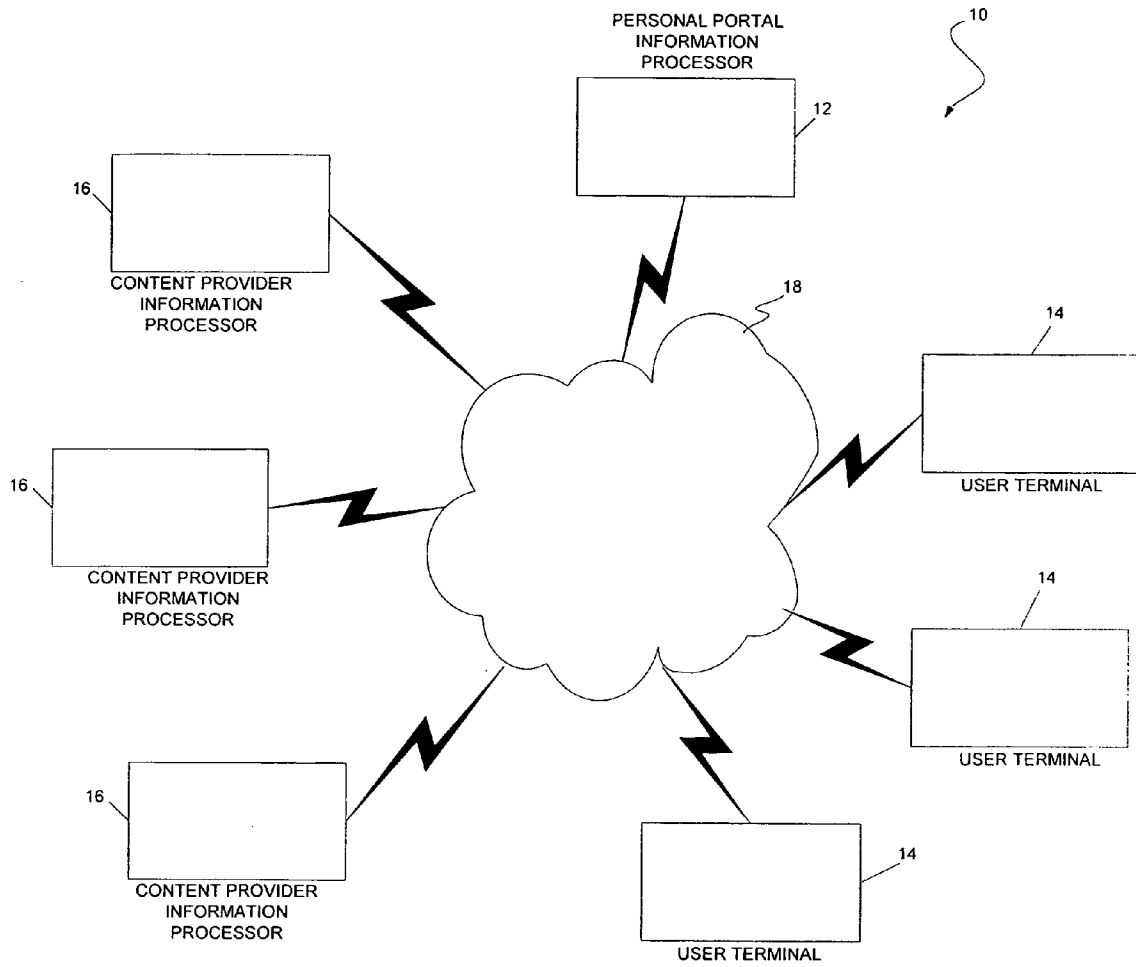 PERSONAL PORTAL
INFORMATION
PROCESSOR
10
12
16
CONTENT PROVIDER
INFORMATION
PROCESSOR
18
14
USER TERMINAL
16
CONTENT PROVIDER
INFORMATION
PROCESSOR
14
USER TERMINAL
16
CONTENT PROVIDER
INFORMATION
PROCESSOR
14
USER TERMINAL